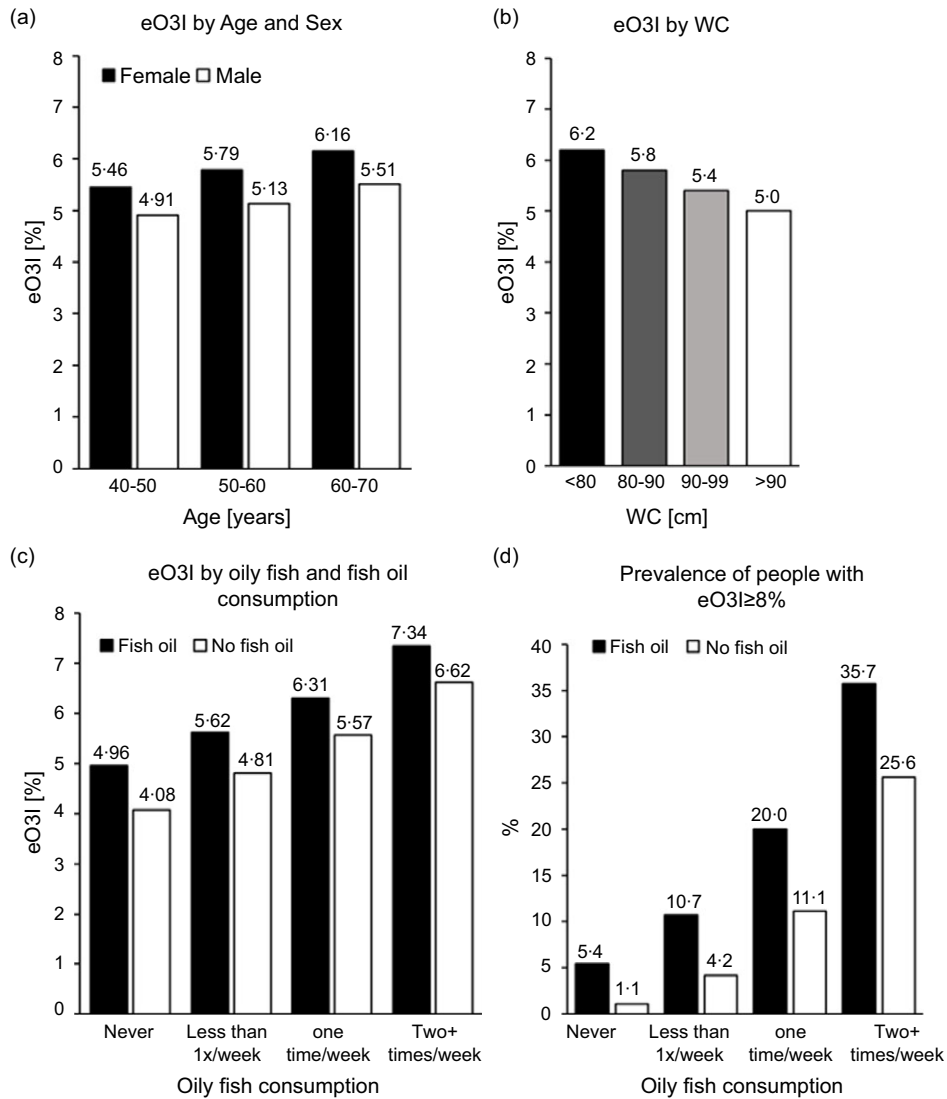 (a)
eO3I by Age and Sex
8
7
6
5
4
3
2
1
0
eO3I [%]
Female Male
5·46
4·91
5·79
5·13
6·16
5·51
40-50 50-60 60-70
Age [years]
(b)
eO3I by WC
8
7
6
5
4
3
2
1
0
eO3I [%]
6·2
5·8
5·4
5·0
<80 80-90 90-99 >90
WC [cm]
(c)
eO3I by oily fish and fish oil
consumption
8
7
6
5
4
3
2
1
0
eO3I [%]
Fish oil No fish oil
4·96
4·08
5·62
4·81
6·31
5·57
7·34
6·62
Never Less than one Two+
1x/week time/week times/week
Oily fish consumption
(d)
Prevalence of people with
eO3I≥8%
40
35
30
25
20
15
10
5
0
%
Fish oil No fish oil
5·4
1·1
10·7
4·2
20·0
11·1
35·7
25·6
Never Less than one Two+
1x/week time/week times/week
Oily fish consumption